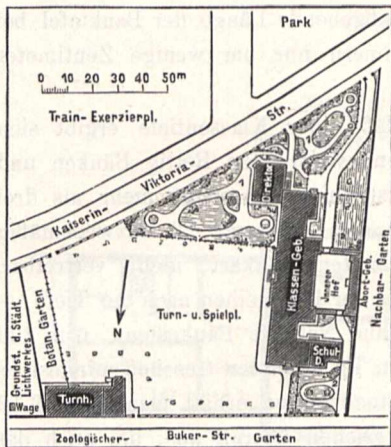 Park
0 10 20 30 40 50m
Train-Exerzierpl.
Kaiserin- Viktoria- Str.
Direktor
Klassen-Geb.
Abort-Geb.
Nachbar-Garten
N
Turn- u. Spielpl.
Schul-
D.
Grundst. d. Städt.
Lichtwerkes
Botan. Garten
Wage
Turnh.
Zoologischer- Buker-Str. Garten